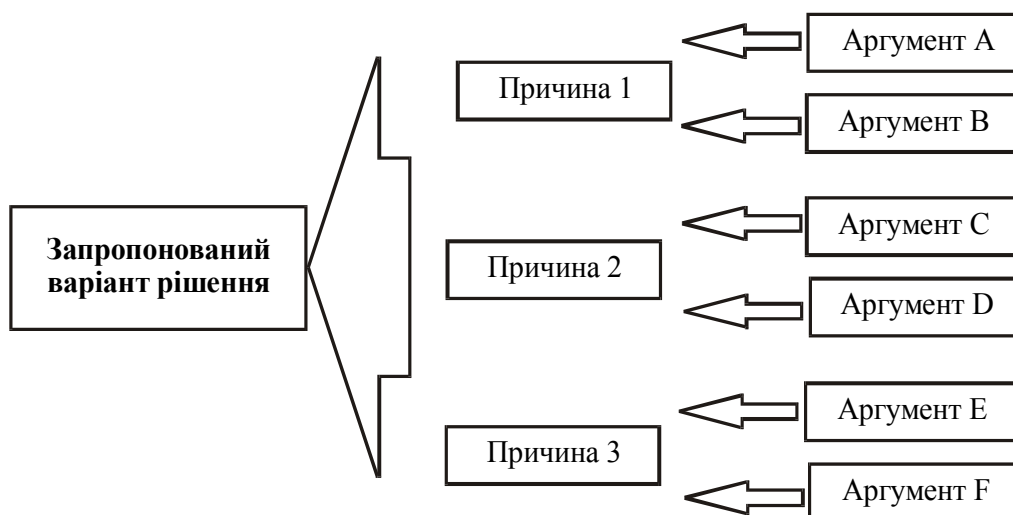 Аргумент A
Причина 1
Аргумент B
Аргумент C
Запропонований
варіант рішення
Причина 2
Аргумент D
Аргумент E
Причина 3
Аргумент F